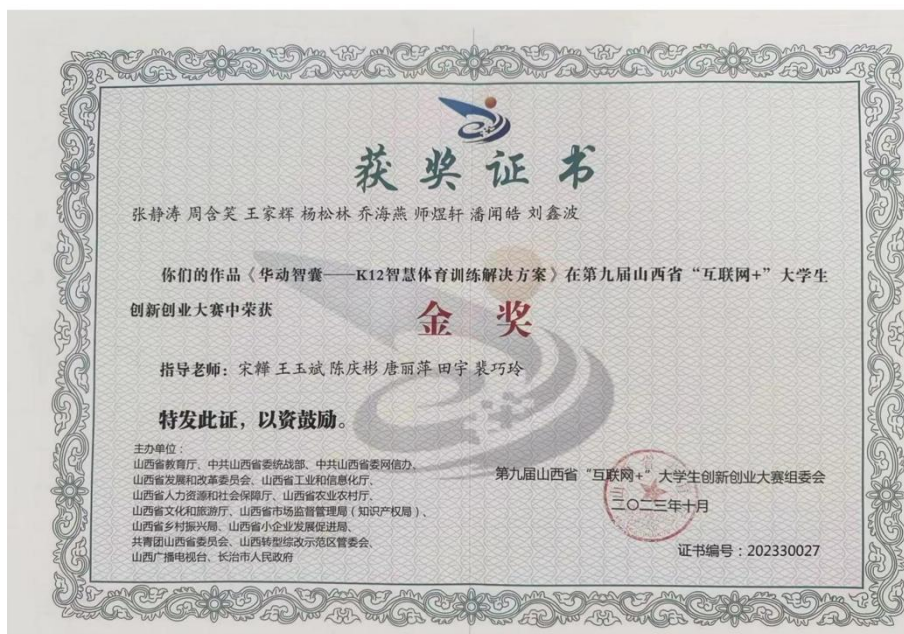 获奖证书
张静涛 周含笑 王家辉 杨松林 乔海燕 师煜轩 潘闻皓 刘鑫波
你们的作品《华动智囊——K12智慧体育训练解决方案》在第九届山西省“互联网+”大学生
创新创业大赛中荣获
金奖
指导老师：宋韡 王玉斌 陈庆彬 唐丽萍 田宇 裴巧玲
特发此证，以资鼓励。
主办单位：
山西省教育厅、中共山西省委统战部、中共山西省委网信办、
山西省发展和改革委员会、山西省工业和信息化厅、
山西省人力资源和社会保障厅、山西省农业农村厅、
山西省文化和旅游厅、山西省市场监督管理局（知识产权局）、
山西省乡村振兴局、山西省小企业发展促进局、
共青团山西省委员会、山西转型综改示范区管委会、
山西广播电视台、长治市人民政府
第九届山西省“互联网+”大学生创新创业大赛组委会
二〇二三年十月
证书编号：202330027